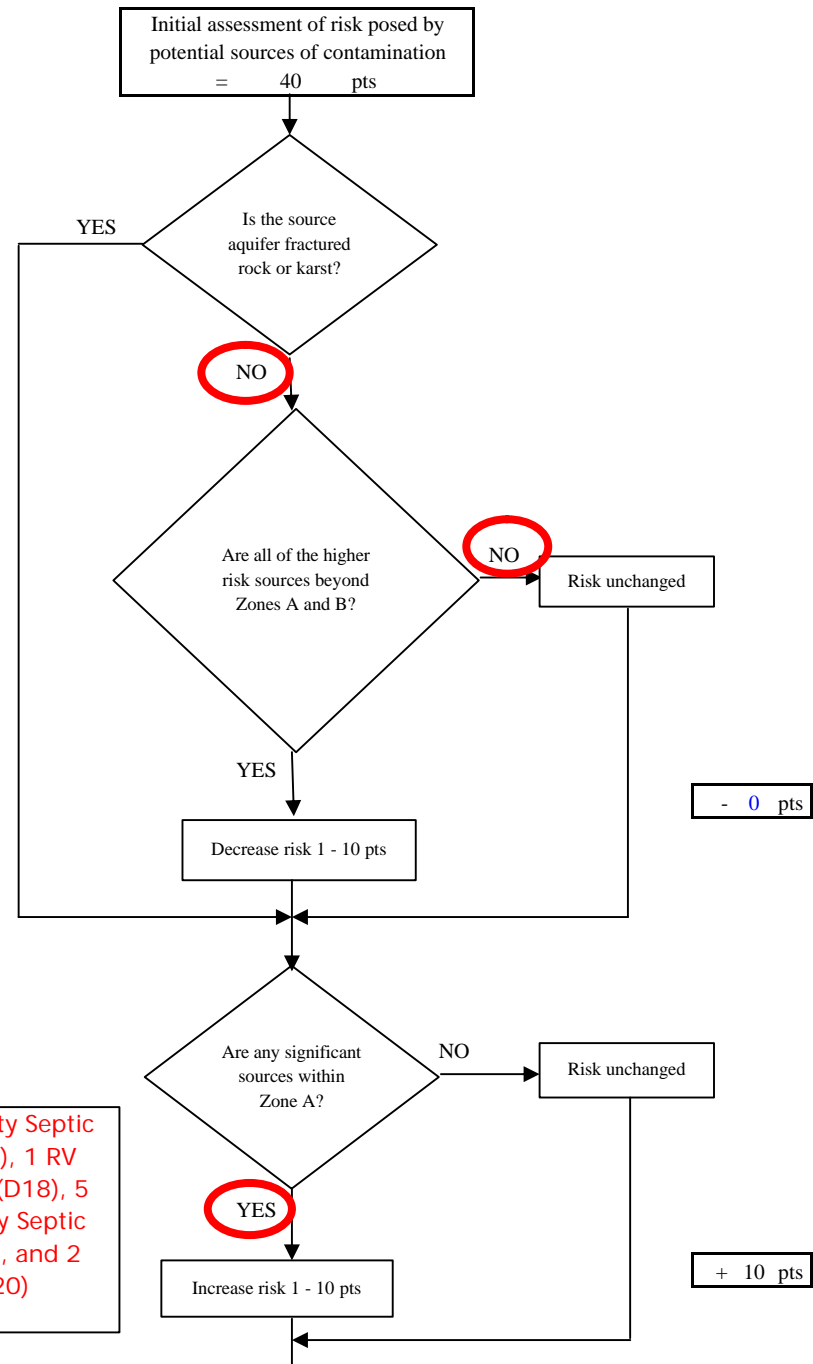 Initial assessment of risk posed by
potential sources of contamination
= 40 pts
YES
Is the source
aquifer fractured
rock or karst?
NO
Are all of the higher
risk sources beyond
Zones A and B?
NO
Risk unchanged
YES
- 0 pts
Decrease risk 1 - 10 pts
Are any significant
sources within
Zone A?
NO
Risk unchanged
ty Septic
), 1 RV
(D18), 5
y Septic
, and 2
20)
YES
Increase risk 1 - 10 pts
+ 10 pts